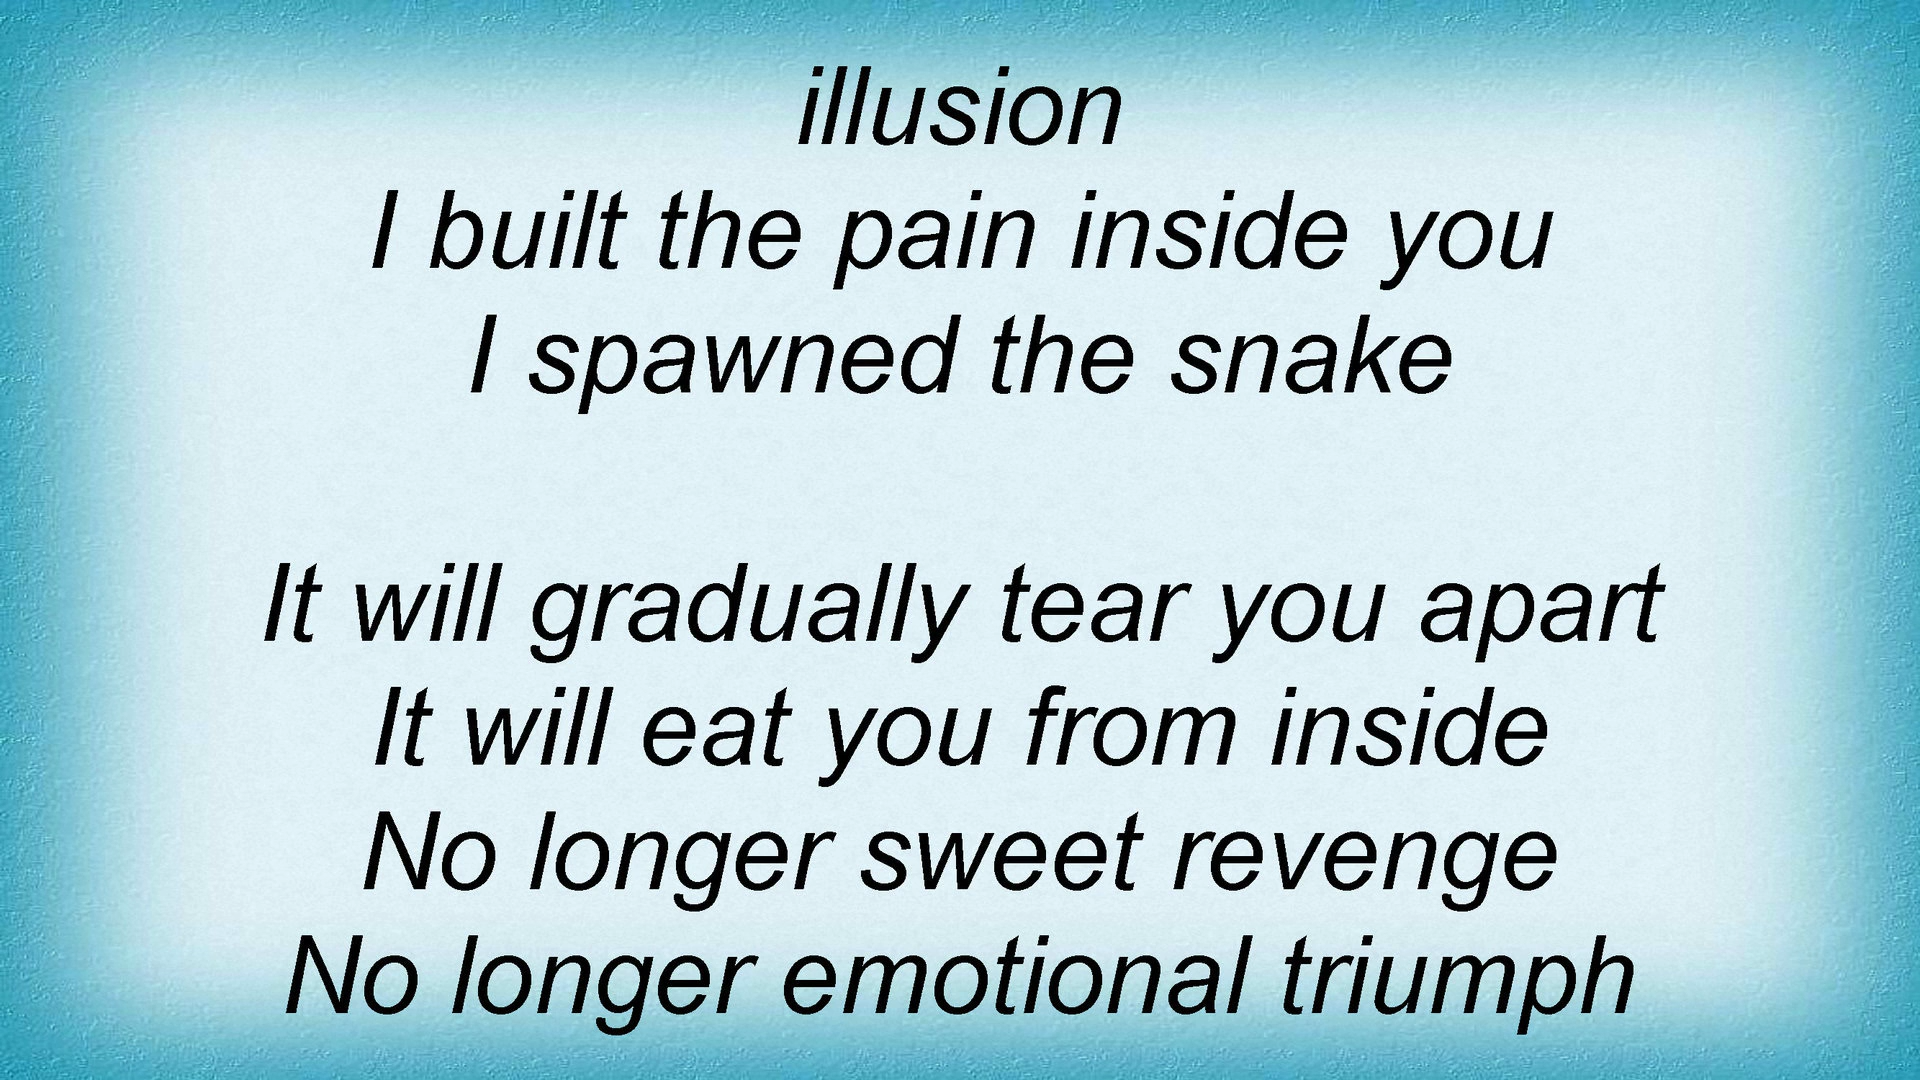 illusion
I built the pain inside you
I spawned the snake
It will gradually tear you apart
It will eat you from inside
No longer sweet revenge
No longer emotional triumph